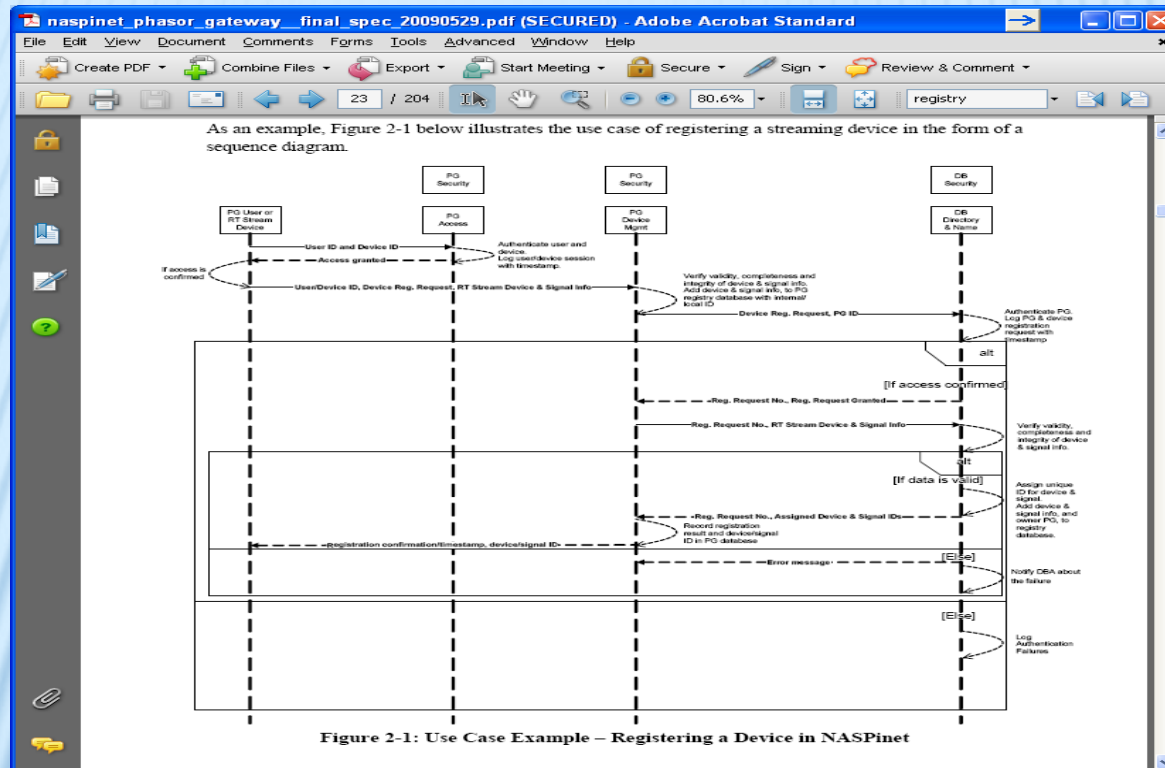 naspinet_phasor_gateway__final_spec_20090529.pdf (SECURED) - Adobe Acrobat Standard
File Edit View Document Comments Forms Tools Advanced Window Help
Create PDF Combine Files Export Start Meeting Secure Sign Review & Comment
23 / 204 80.6% registry
As an example, Figure 2-1 below illustrates the use case of registering a streaming device in the form of a
sequence diagram.
PG
Security
PG
Security
DB
Security
PG User or
RT Stream
Device
PG
Access
PG
Device
Mgmt
DB
Directory
& Name
User ID and Device ID
Authenticate user and
device.
Log user/device session
with timestamp.
Access granted
If access is
confirmed
User/Device ID, Device Reg. Request, RT Stream Device & Signal Info
Verify validity, completeness and
integrity of device & signal info.
Add device & signal info, to PG
registry database with internal/
local ID
Device Reg. Request, PG ID
Authenticate PG.
Log PG & device
registration
request with
timestamp
alt
[If access confirmed]
Reg. Request No., Reg. Request Granted
Reg. Request No., RT Stream Device & Signal Info
Verify validity,
completeness and
integrity of device
& signal info.
alt
[If data is valid]
Assign unique
ID for device &
signal.
Add device &
signal info, and
owner PG, to
registry
database.
Reg. Request No., Assigned Device & Signal IDs
Record registration
result and device/signal
ID in PG database
Registration confirmation/timestamp, device/signal ID
[Else]
Error message
Notify DBA about
the failure
[Else]
Log
Authentication
Failures
Figure 2-1: Use Case Example – Registering a Device in NASPinet